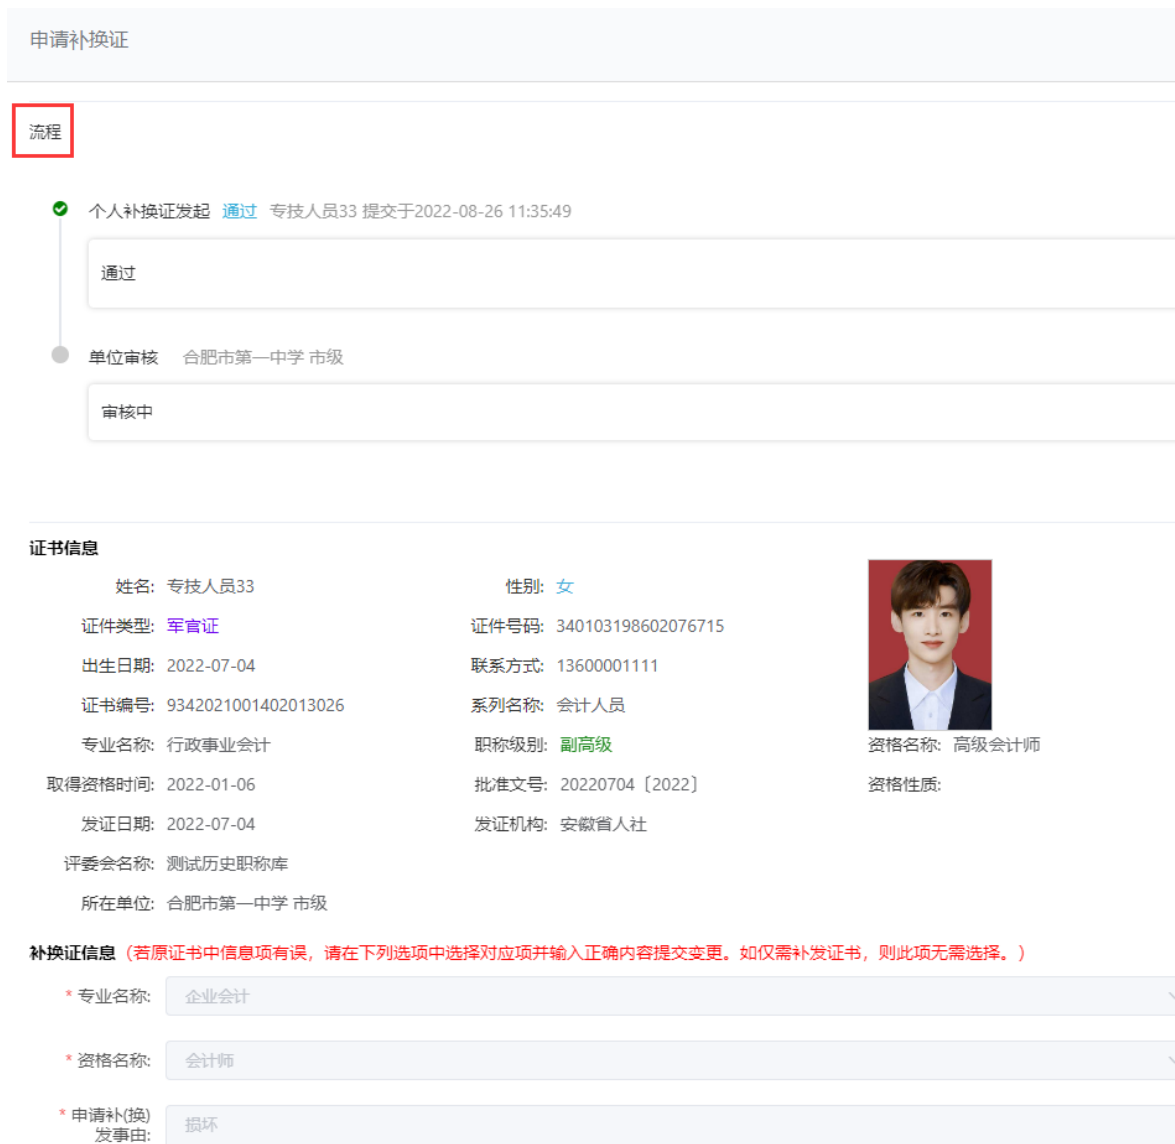 申请补换证
流程
个人补换证发起 通过 专技人员33 提交于2022-08-26 11:35:49
通过
单位审核 合肥市第一中学 市级
审核中
证书信息
姓名: 专技人员33 性别: 女
证件类型: 军官证 证件号码: 340103198602076715
出生日期: 2022-07-04 联系方式: 13600001111
证书编号: 9342021001402013026 系列名称: 会计人员
专业名称: 行政事业会计 职称级别: 副高级 资格名称: 高级会计师
取得资格时间: 2022-01-06 批准文号: 20220704〔2022〕 资格性质:
发证日期: 2022-07-04 发证机构: 安徽省人社
评委会名称: 测试历史职称库
所在单位: 合肥市第一中学 市级
补换证信息（若原证书中信息项有误，请在下列选项中选择对应项并输入正确内容提交变更。如仅需补发证书，则此项无需选择。）
* 专业名称: 企业会计
* 资格名称: 会计师
* 申请补(换)
发事由: 损坏